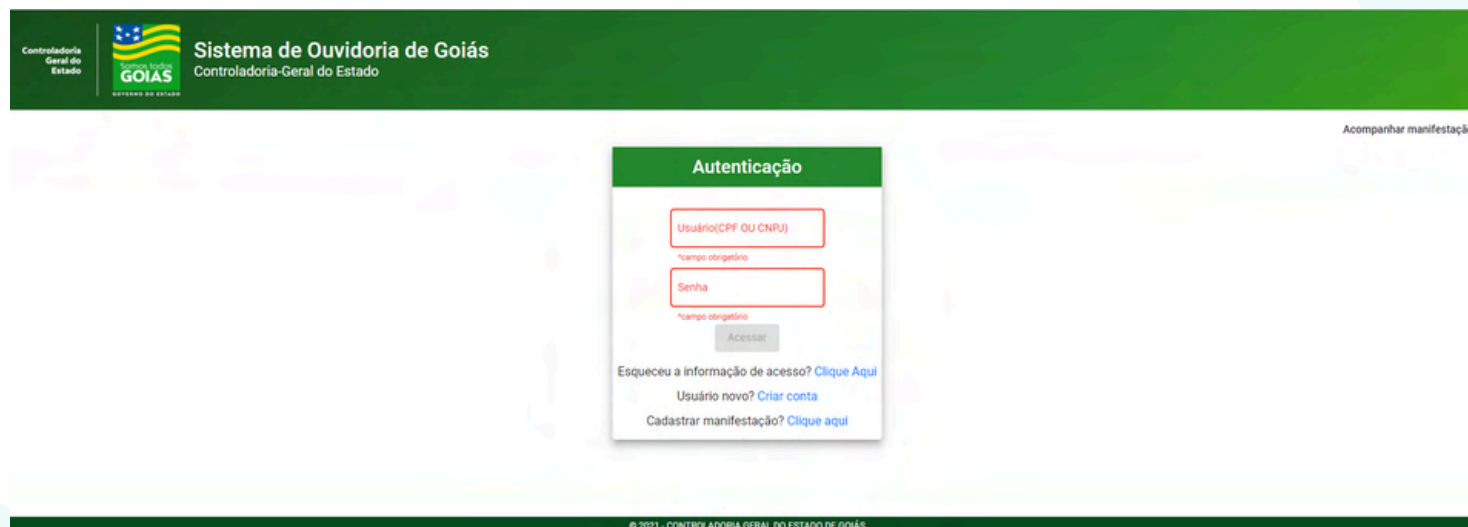 Controladoria
Geral do
Estado
Somos todos
GOIÁS
GOVERNO DO ESTADO
Sistema de Ouvidoria de Goiás
Controladoria-Geral do Estado
Acompanhar manifestaçã
Autenticação
Usuário(CPF OU CNPJ)
*campo obrigatório
Senha
*campo obrigatório
Acessar
Esqueceu a informação de acesso? Clique Aqui
Usuário novo? Criar conta
Cadastrar manifestação? Clique aqui
© 2021 - CONTROLADORIA GERAL DO ESTADO DE GOIÁS